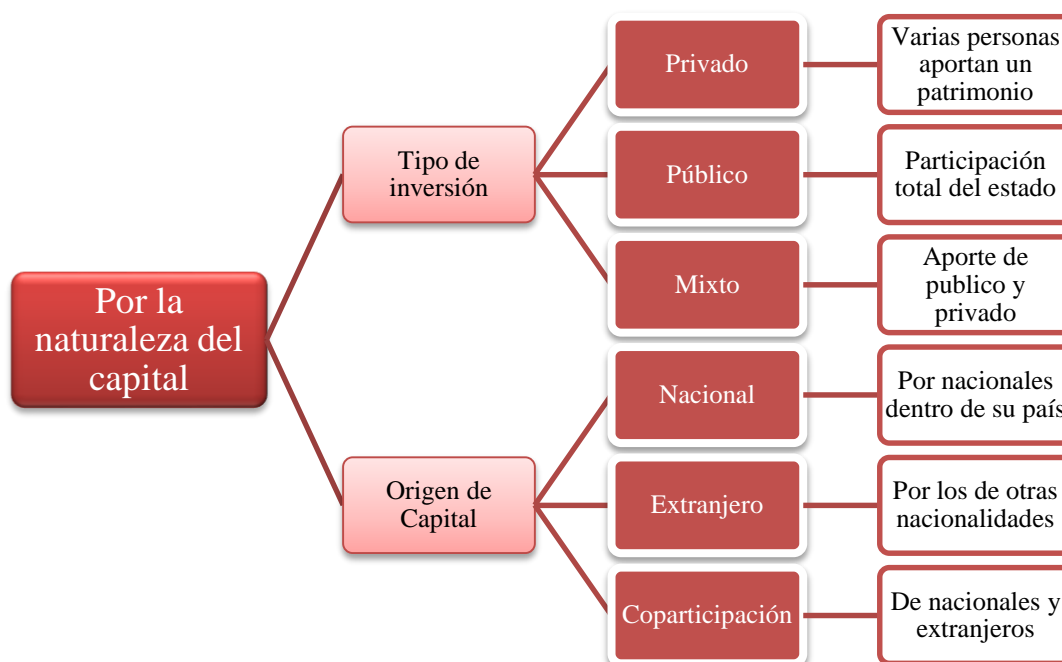 Por la
naturaleza del
capital
Tipo de
inversión
Privado
Varias personas
aportan un
patrimonio
Público
Participación
total del estado
Mixto
Aporte de
publico y
privado
Origen de
Capital
Nacional
Por nacionales
dentro de su país
Extranjero
Por los de otras
nacionalidades
Coparticipación
De nacionales y
extranjeros